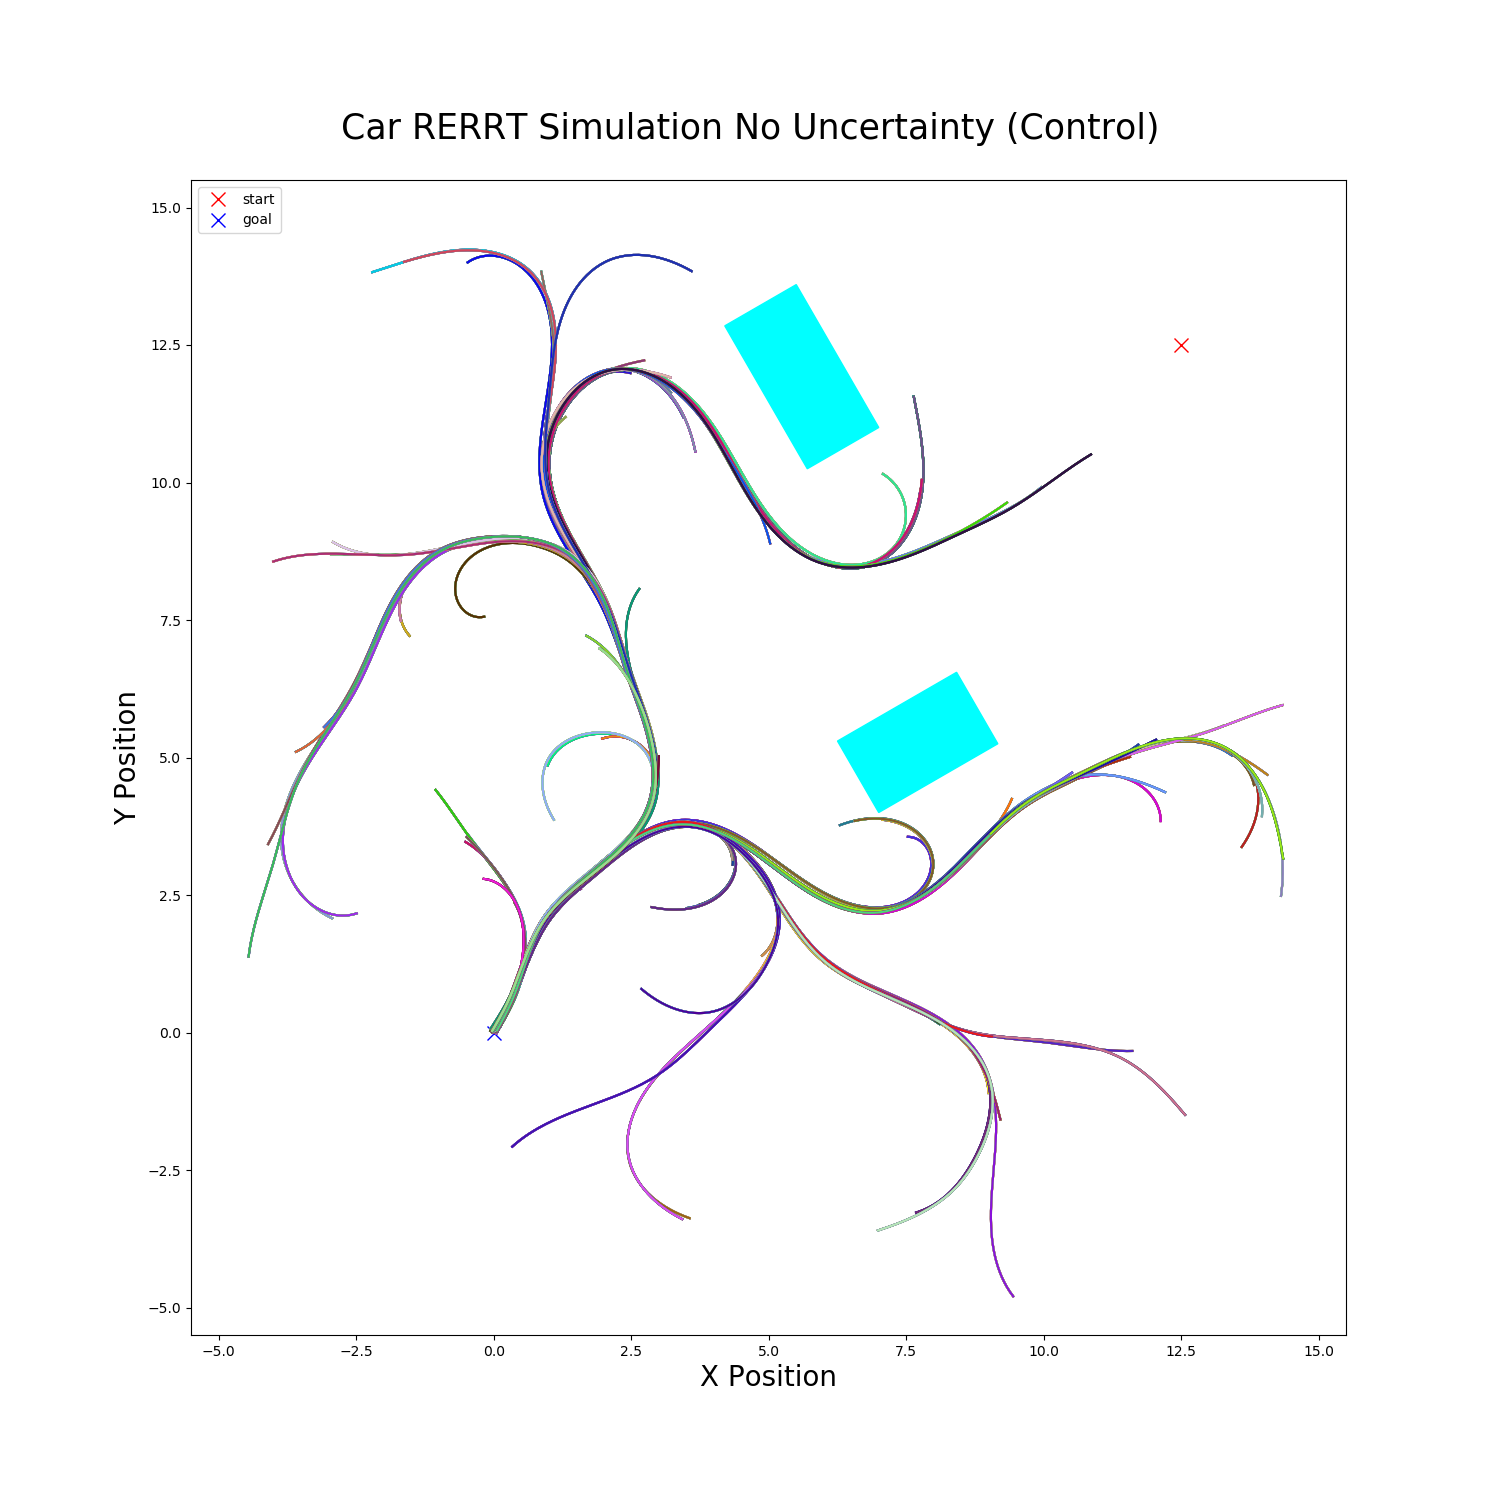 Car RERRT Simulation No Uncertainty (Control)
start
goal
15.0
12.5
10.0
7.5
5.0
2.5
0.0
−2.5
−5.0
Y Position
−5.0 −2.5 0.0 2.5 5.0 7.5 10.0 12.5 15.0
X Position